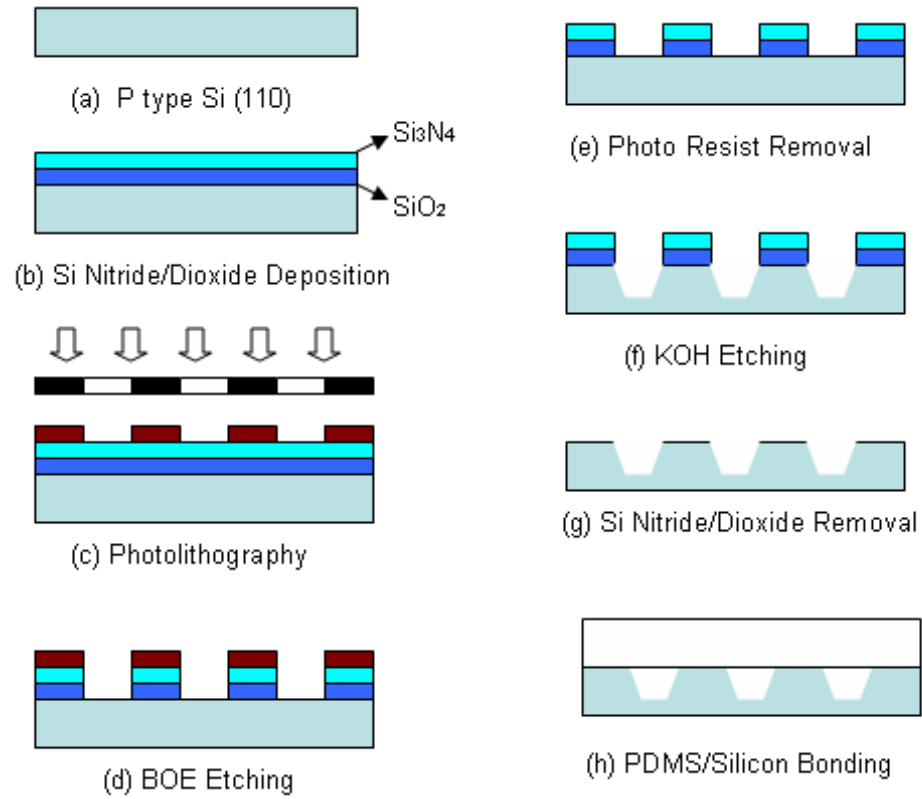 (a) P type Si (110)
Si₃N₄
SiO₂
(b) Si Nitride/Dioxide Deposition
(c) Photolithography
(d) BOE Etching
(e) Photo Resist Removal
(f) KOH Etching
(g) Si Nitride/Dioxide Removal
(h) PDMS/Silicon Bonding